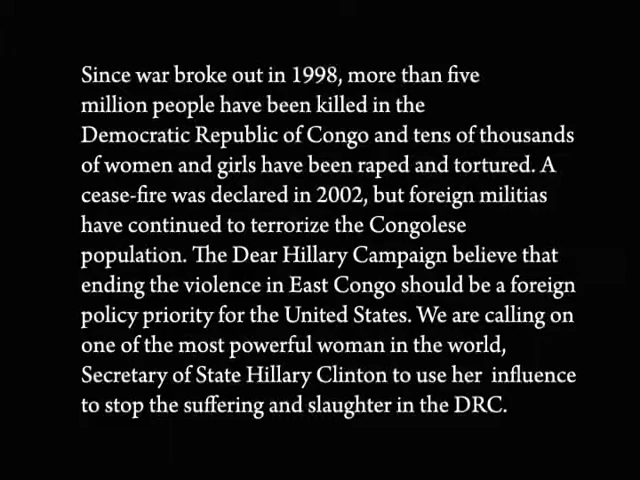 Since war broke out in 1998, more than five
million people have been killed in the
Democratic Republic of Congo and tens of thousands
of women and girls have been raped and tortured. A
cease-fire was declared in 2002, but foreign militias
have continued to terrorize the Congolese
population. The Dear Hillary Campaign believe that
ending the violence in East Congo should be a foreign
policy priority for the United States. We are calling on
one of the most powerful woman in the world,
Secretary of State Hillary Clinton to use her influence
to stop the suffering and slaughter in the DRC.